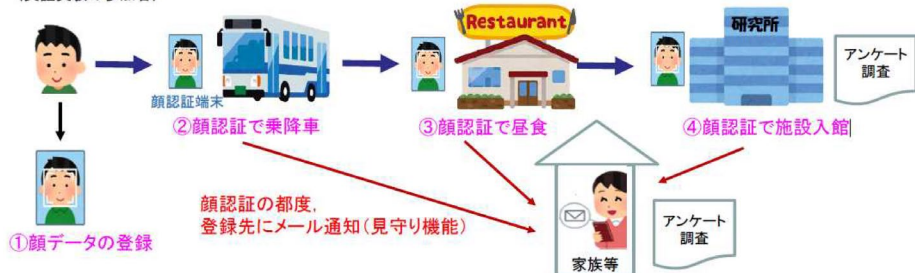 Restaurant
研究所
アンケート
調査
顔認証端末
②顔認証で乗降車
③顔認証で昼食
④顔認証で施設入館
顔認証の都度,
登録先にメール通知(見守り機能)
①顔データの登録
アンケート
調査
家族等